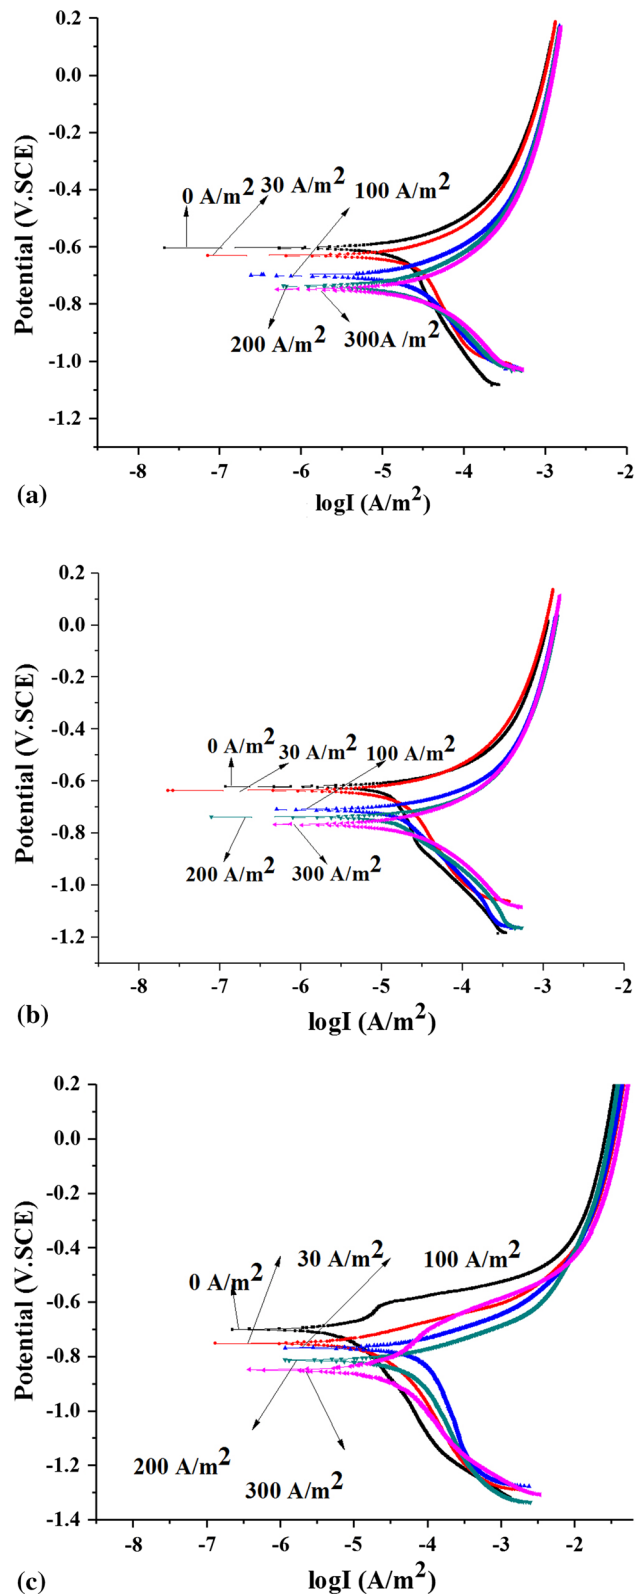 0.2
0.0
-0.2
-0.4
-0.6
-0.8
-1.0
-1.2
Potential (V.SCE)
0 A/m²
30 A/m²
100 A/m²
200 A/m²
300A /m²
-8 -7 -6 -5 -4 -3 -2
logI (A/m²)
(a)
0.2
0.0
-0.2
-0.4
-0.6
-0.8
-1.0
-1.2
Potential (V.SCE)
0 A/m²
30 A/m²
100 A/m²
200 A/m²
300 A/m²
-8 -7 -6 -5 -4 -3 -2
logI (A/m²)
(b)
0.2
0.0
-0.2
-0.4
-0.6
-0.8
-1.0
-1.2
-1.4
Potential (V.SCE)
0 A/m²
30 A/m²
100 A/m²
200 A/m²
300 A/m²
-8 -7 -6 -5 -4 -3 -2
logI (A/m²)
(c)